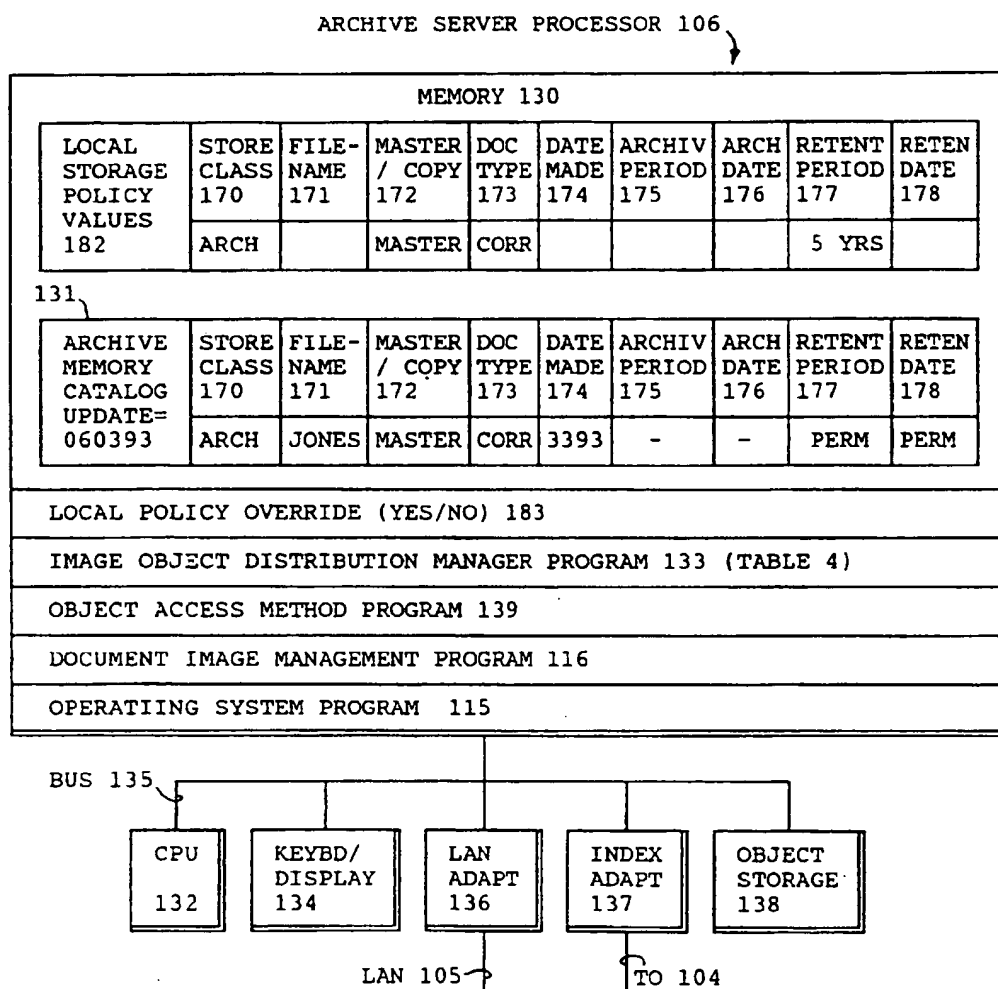 ARCHIVE SERVER PROCESSOR 106
MEMORY 130
LOCAL STORAGE POLICY VALUES 182
STORE CLASS 170
FILE-NAME 171
MASTER / COPY 172
DOC TYPE 173
DATE MADE 174
ARCHIV PERIOD 175
ARCH DATE 176
RETENT PERIOD 177
RETEN DATE 178
ARCH MASTER CORR 5 YRS
131
ARCHIVE MEMORY CATALOG UPDATE= 060393
STORE CLASS 170
FILE-NAME 171
MASTER / COPY 172
DOC TYPE 173
DATE MADE 174
ARCHIV PERIOD 175
ARCH DATE 176
RETENT PERIOD 177
RETEN DATE 178
ARCH JONES MASTER CORR 3393 - - PERM PERM
LOCAL POLICY OVERRIDE (YES/NO) 183
IMAGE OBJECT DISTRIBUTION MANAGER PROGRAM 133 (TABLE 4)
OBJECT ACCESS METHOD PROGRAM 139
DOCUMENT IMAGE MANAGEMENT PROGRAM 116
OPERATIING SYSTEM PROGRAM 115
BUS 135
CPU 132
KEYBD/ DISPLAY 134
LAN ADAPT 136
INDEX ADAPT 137
OBJECT STORAGE 138
LAN 105
TO 104